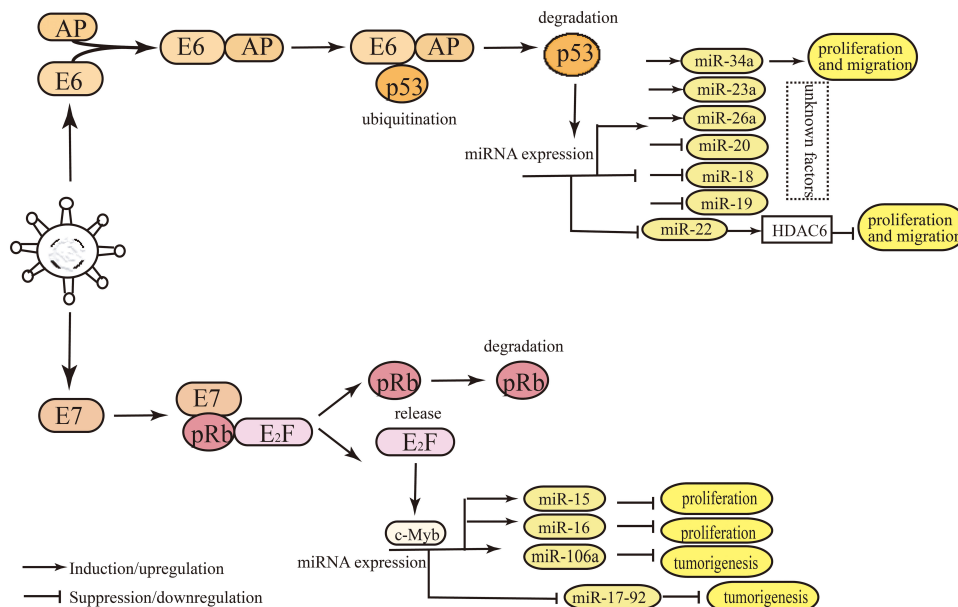 AP
E6
E6
AP
E6
AP
p53
ubiquitination
degradation
p53
miRNA expression
miR-34a
miR-23a
miR-26a
miR-20
miR-18
miR-19
miR-22
HDAC6
proliferation
and migration
unknown factors
proliferation
and migration
E7
E7
pRb
E2F
pRb
degradation
pRb
release
E2F
c-Myb
miRNA expression
miR-15
proliferation
miR-16
proliferation
miR-106a
tumorigenesis
miR-17-92
tumorigenesis
Induction/upregulation
Suppression/downregulation